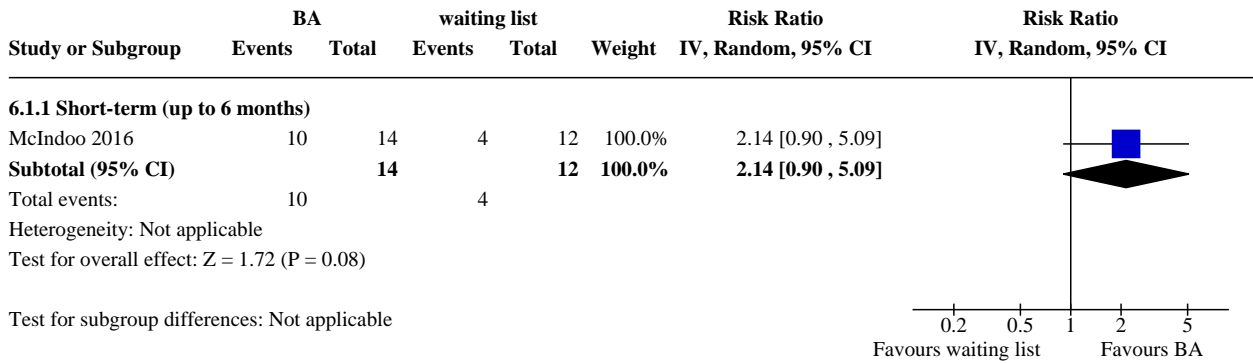 BA waiting list Risk Ratio Risk Ratio
Study or Subgroup Events Total Events Total Weight IV, Random, 95% CI IV, Random, 95% CI
6.1.1 Short-term (up to 6 months)
McIndoo 2016 10 14 4 12 100.0% 2.14 [0.90 , 5.09]
Subtotal (95% CI) 14 12 100.0% 2.14 [0.90 , 5.09]
Total events: 10 4
Heterogeneity: Not applicable
Test for overall effect: Z = 1.72 (P = 0.08)
Test for subgroup differences: Not applicable
0.2 0.5 1 2 5
Favours waiting list Favours BA